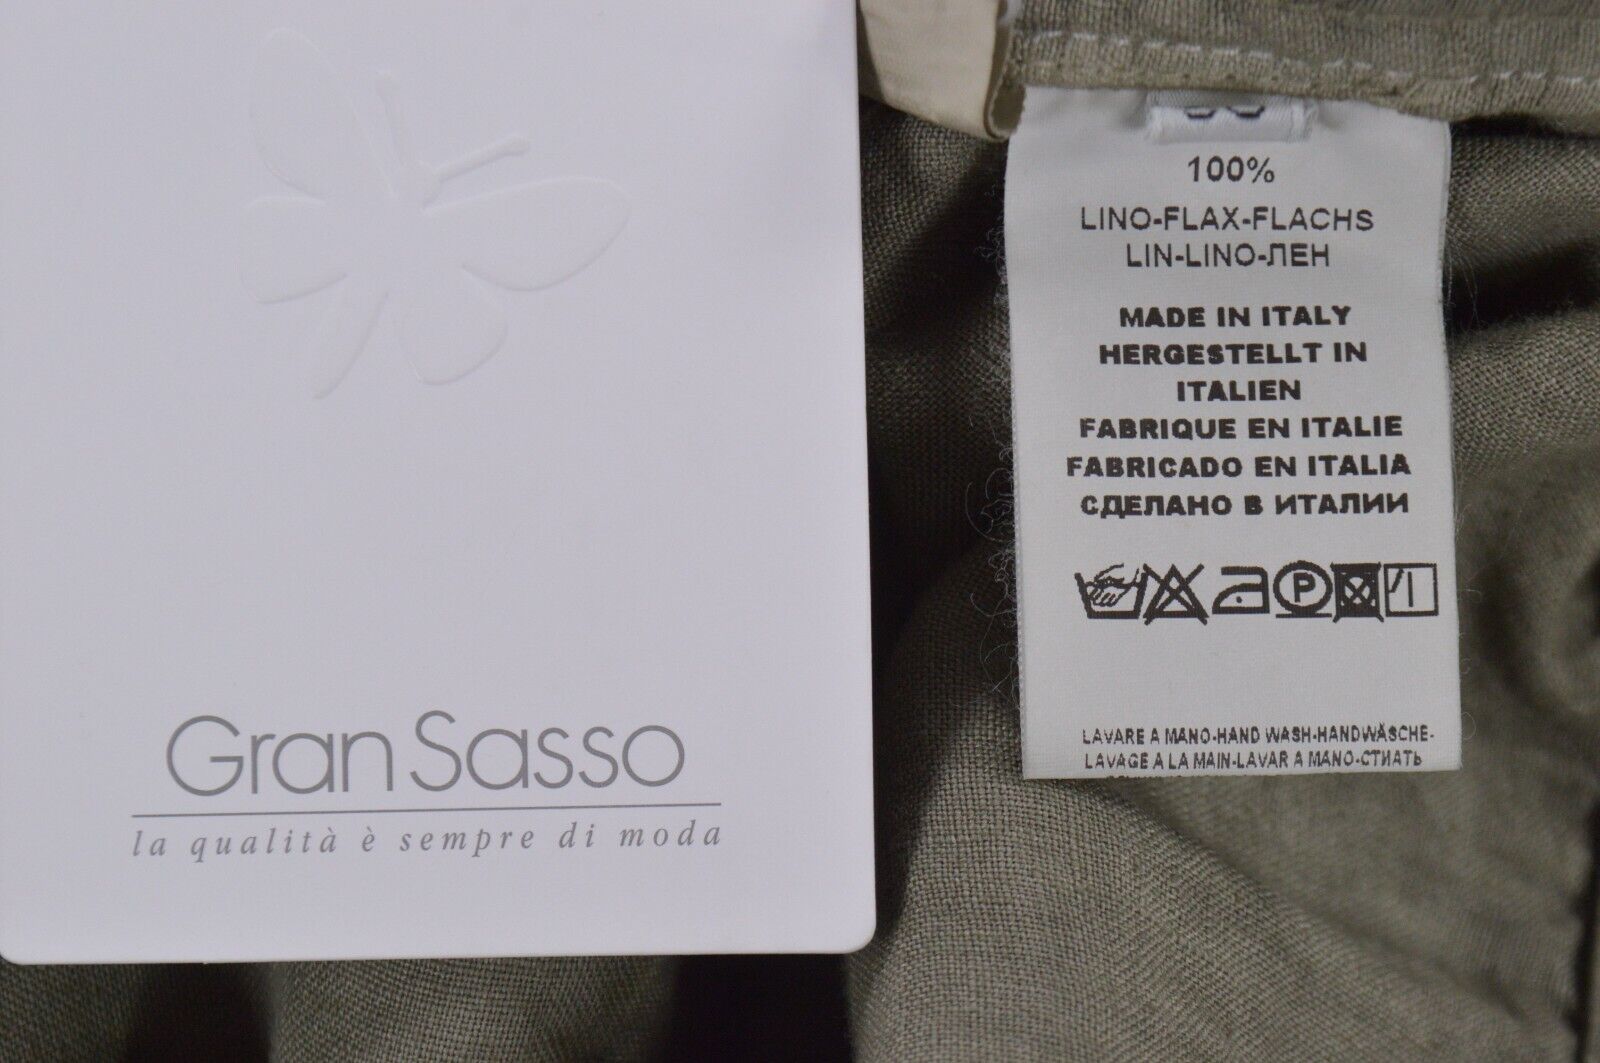 Gran Sasso
la qualità è sempre di moda
100%
LINO-FLAX-FLACHS
LIN-LINO-ЛЕН
MADE IN ITALY
HERGESTELLT IN
ITALIEN
FABRIQUE EN ITALIE
FABRICADO EN ITALIA
СДЕЛАНО В ИТАЛИИ
P
LAVARE A MANO-HAND WASH-HANDWÄSCHE-
LAVAGE A LA MAIN-LAVAR A MANO-СТИАТЬ